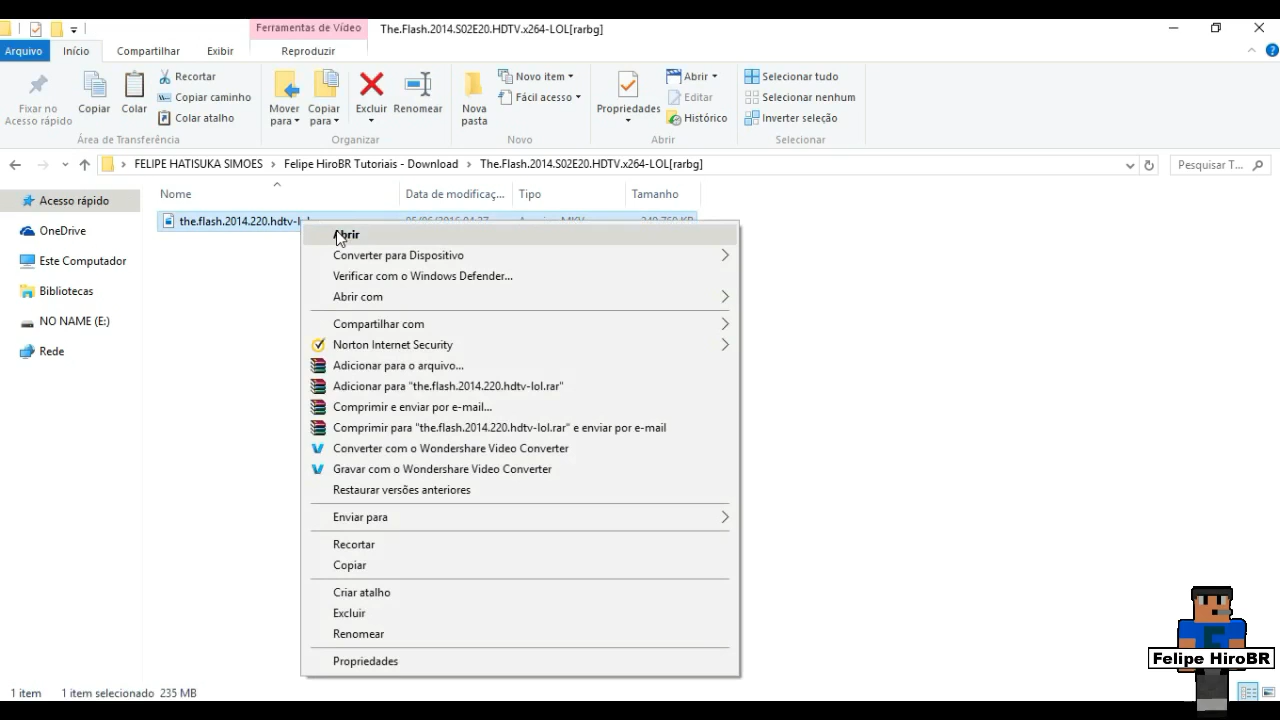 Ferramentas de Vídeo
The.Flash.2014.S02E20.HDTV.x264-LOL[rarbg]
Arquivo
Início
Compartilhar
Exibir
Reproduzir
Fixar no
Acesso rápido
Copiar
Colar
Recortar
Copiar caminho
Colar atalho
Área de Transferência
Mover
para
Copiar
para
Excluir
Renomear
Organizar
Nova
pasta
Novo item
Fácil acesso
Novo
Propriedades
Abrir
Editar
Histórico
Abrir
Selecionar tudo
Selecionar nenhum
Inverter seleção
Selecionar
FELIPE HATISUKA SIMOES
Felipe HiroBR Tutoriais - Download
The.Flash.2014.S02E20.HDTV.x264-LOL[rarbg]
Pesquisar T...
Acesso rápido
OneDrive
Este Computador
Bibliotecas
NO NAME (E:)
Rede
Nome
Data de modificaç...
Tipo
Tamanho
the.flash.2014.220.hdtv-lol
Abrir
Converter para Dispositivo
Verificar com o Windows Defender...
Abrir com
Compartilhar com
Norton Internet Security
Adicionar para o arquivo...
Adicionar para "the.flash.2014.220.hdtv-lol.rar"
Comprimir e enviar por e-mail...
Comprimir para "the.flash.2014.220.hdtv-lol.rar" e enviar por e-mail
Converter com o Wondershare Video Converter
Gravar com o Wondershare Video Converter
Restaurar versões anteriores
Enviar para
Recortar
Copiar
Criar atalho
Excluir
Renomear
Propriedades
Felipe HiroBR
1 item
1 item selecionado 235 MB